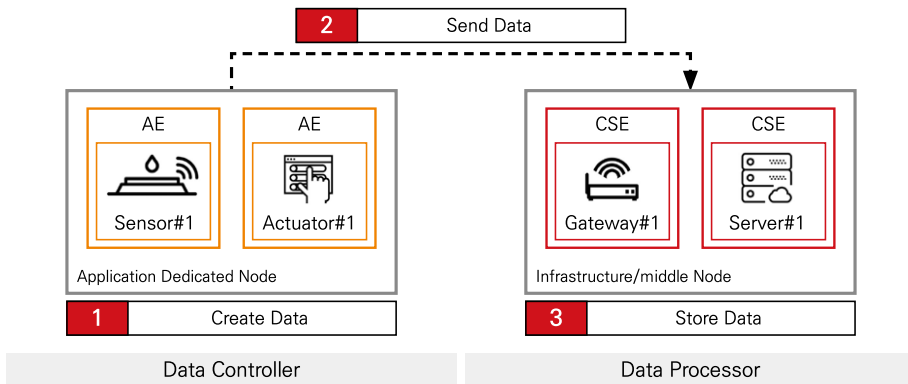 2 Send Data
AE AE CSE CSE
Sensor#1 Actuator#1 Gateway#1 Server#1
Application Dedicated Node Infrastructure/middle Node
1 Create Data 3 Store Data
Data Controller Data Processor